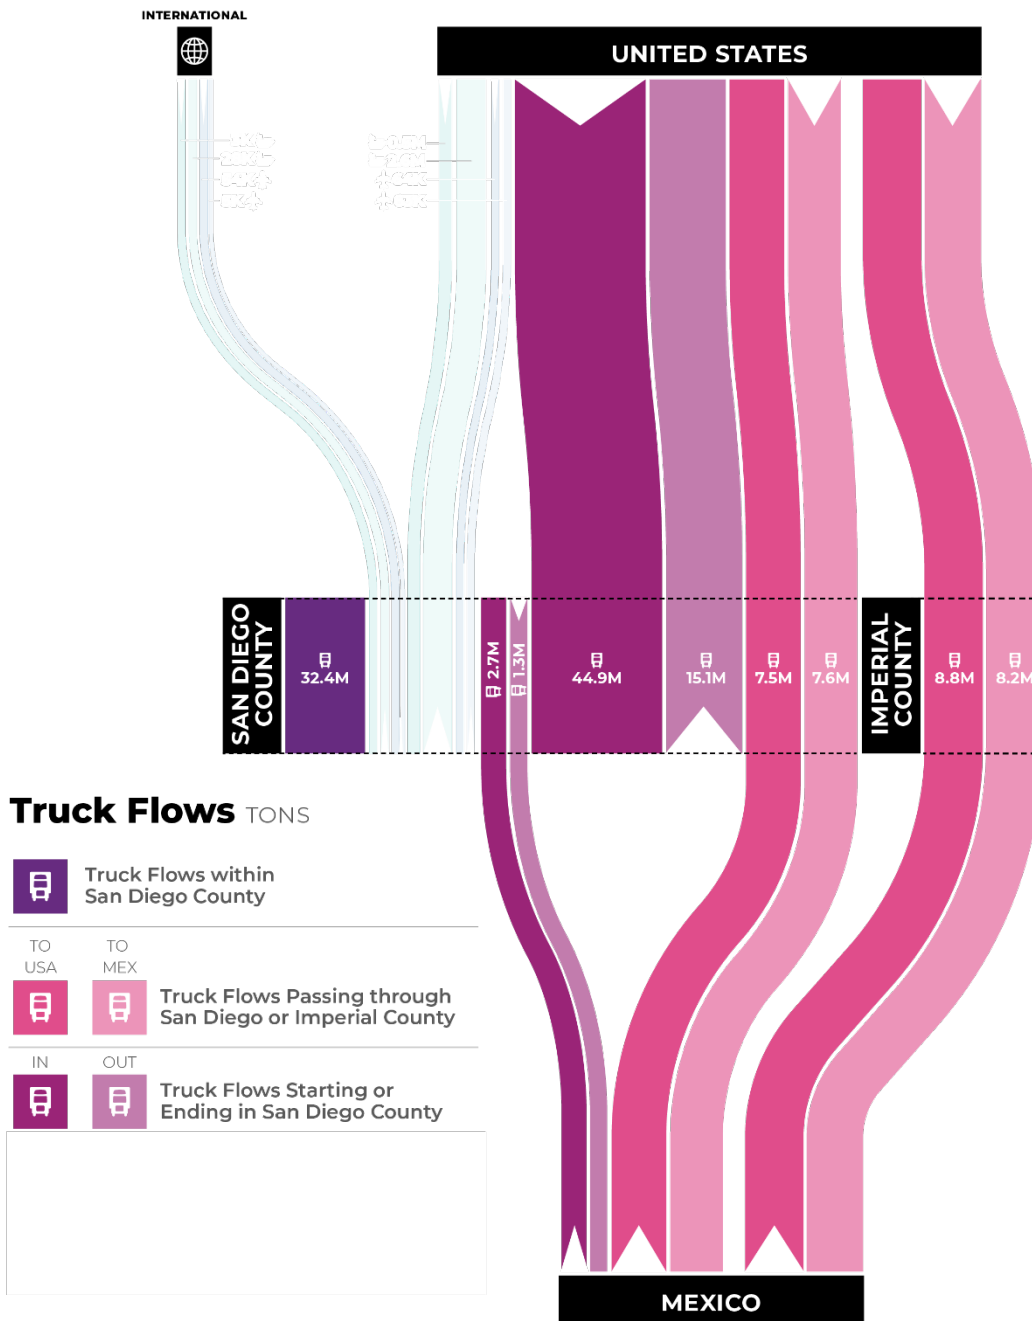 INTERNATIONAL
UNITED STATES
SAN DIEGO
COUNTY
32.4M
2.7M
1.3M
44.9M
15.1M
7.5M
7.6M
IMPERIAL
COUNTY
8.8M
8.2M
Truck Flows TONS
Truck Flows within
San Diego County
TO
USA
TO
MEX
Truck Flows Passing through
San Diego or Imperial County
IN
OUT
Truck Flows Starting or
Ending in San Diego County
MEXICO